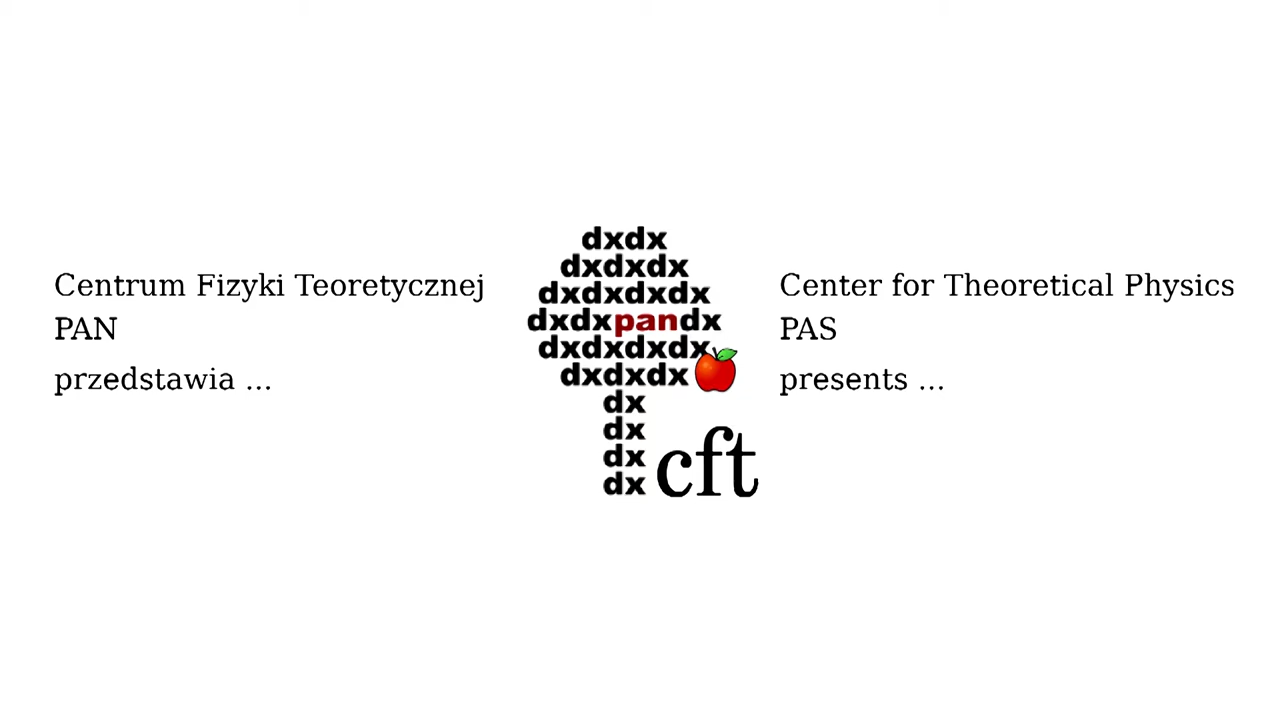 Centrum Fizyki Teoretycznej
PAN
przedstawia ...
dxdx
dxdxdx
dxdxdxdx
dxdxpandx
dxdxdxdx
dxdxdx
dx
dx
dx
dx
cft
Center for Theoretical Physics
PAS
presents ...